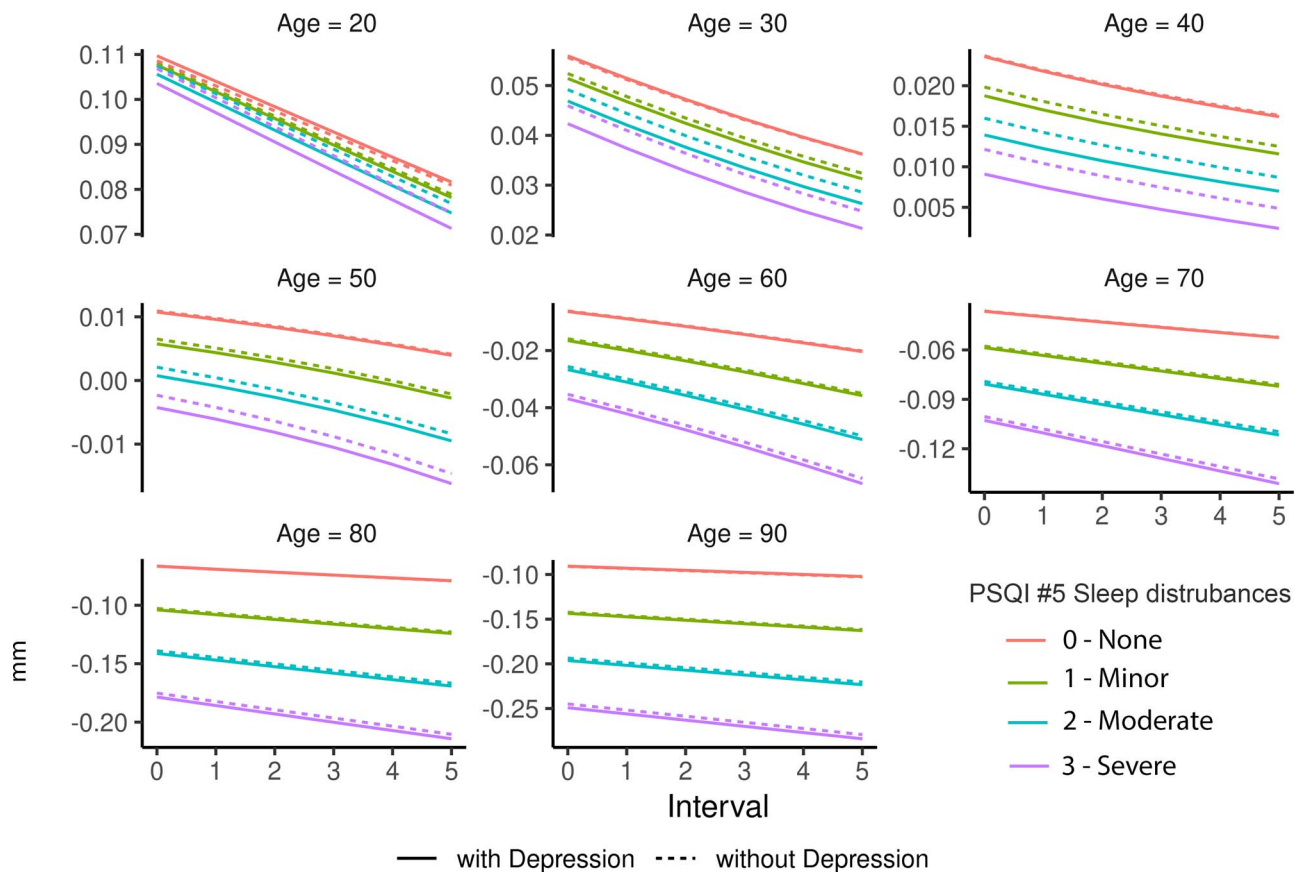 Age = 20
Age = 30
Age = 40
0.11
0.10
0.09
0.08
0.07
0.05
0.04
0.03
0.02
0.020
0.015
0.010
0.005
Age = 50
Age = 60
Age = 70
0.01
0.00
-0.01
-0.02
-0.04
-0.06
-0.06
-0.09
-0.12
0 1 2 3 4 5
Age = 80
Age = 90
-0.10
-0.15
-0.20
-0.10
-0.15
-0.20
-0.25
0 1 2 3 4 5
0 1 2 3 4 5
mm
Interval
PSQI #5 Sleep distrubances
0 - None
1 - Minor
2 - Moderate
3 - Severe
with Depression without Depression